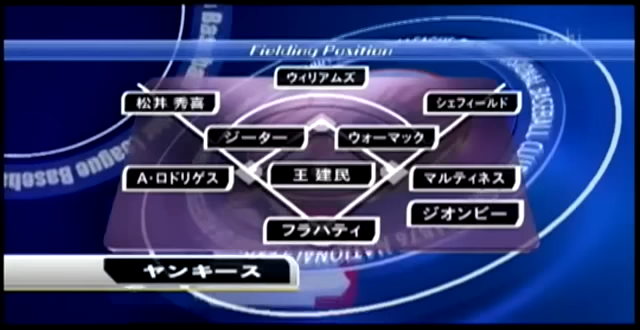 Fielding Position
ウィリアムズ
松井 秀喜
シェフィールド
ジーター
ウォーマック
A・ロドリゲス
王 建民
マルティネス
ジオンビー
フラハティ
ヤンキース